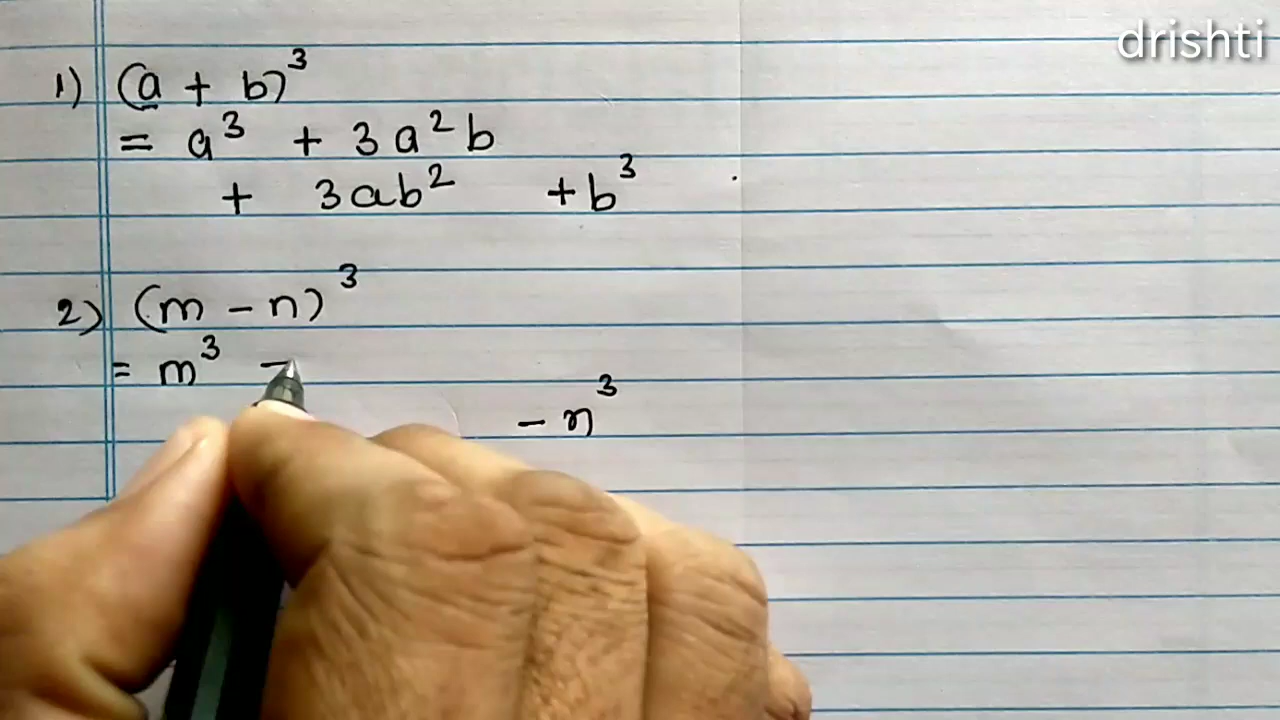 drishti
1) (a + b)³
= a³ + 3a²b
+ 3ab² + b³
2) (m - n)³
= m³ -
- n³